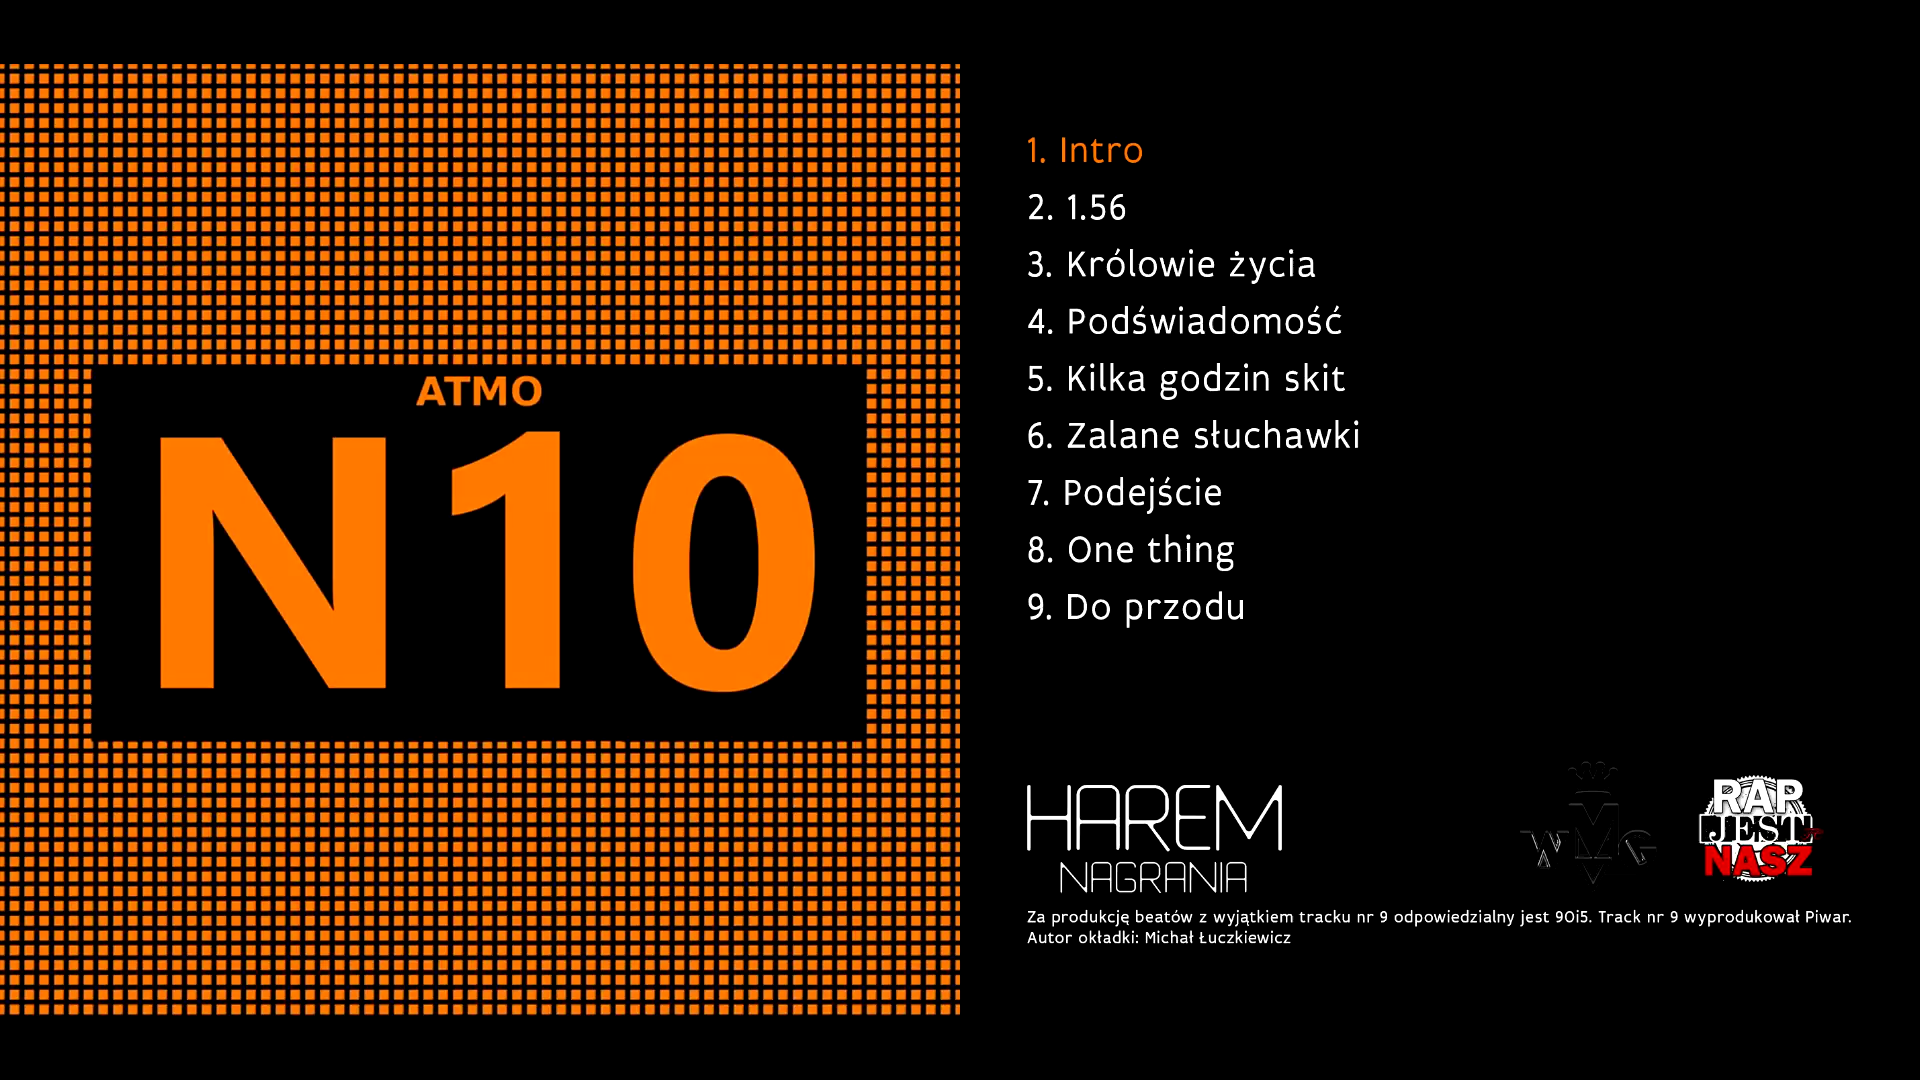 ATMO
N10
1. Intro
2. 1.56
3. Królowie życia
4. Podświadomość
5. Kilka godzin skit
6. Zalane słuchawki
7. Podejście
8. One thing
9. Do przodu
HAREM
NAGRANIA
WMG
RAP
JEST
NASZ
Za produkcję beatów z wyjątkiem tracku nr 9 odpowiedzialny jest 90i5. Track nr 9 wyprodukował Piwar.
Autor okładki: Michał Łuczkiewicz